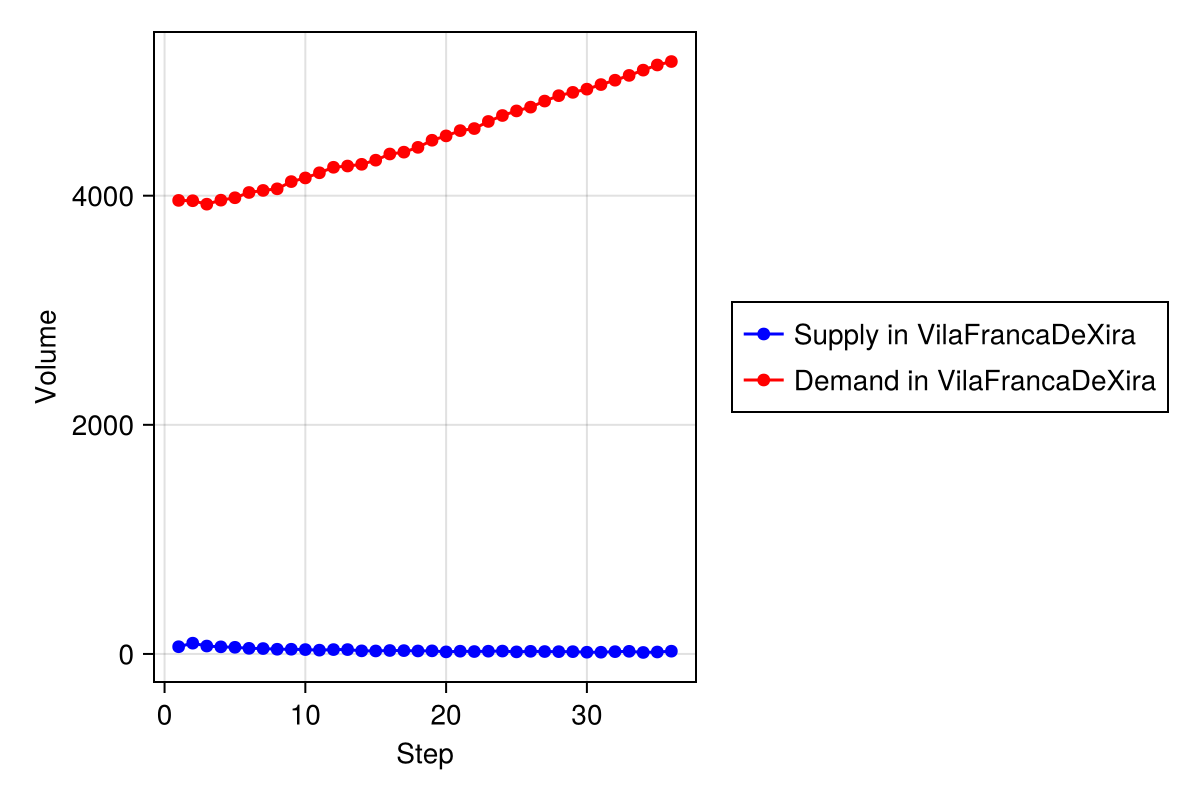 Volume
4000
2000
0
0 10 20 30
Step
Supply in VilaFrancaDeXira
Demand in VilaFrancaDeXira